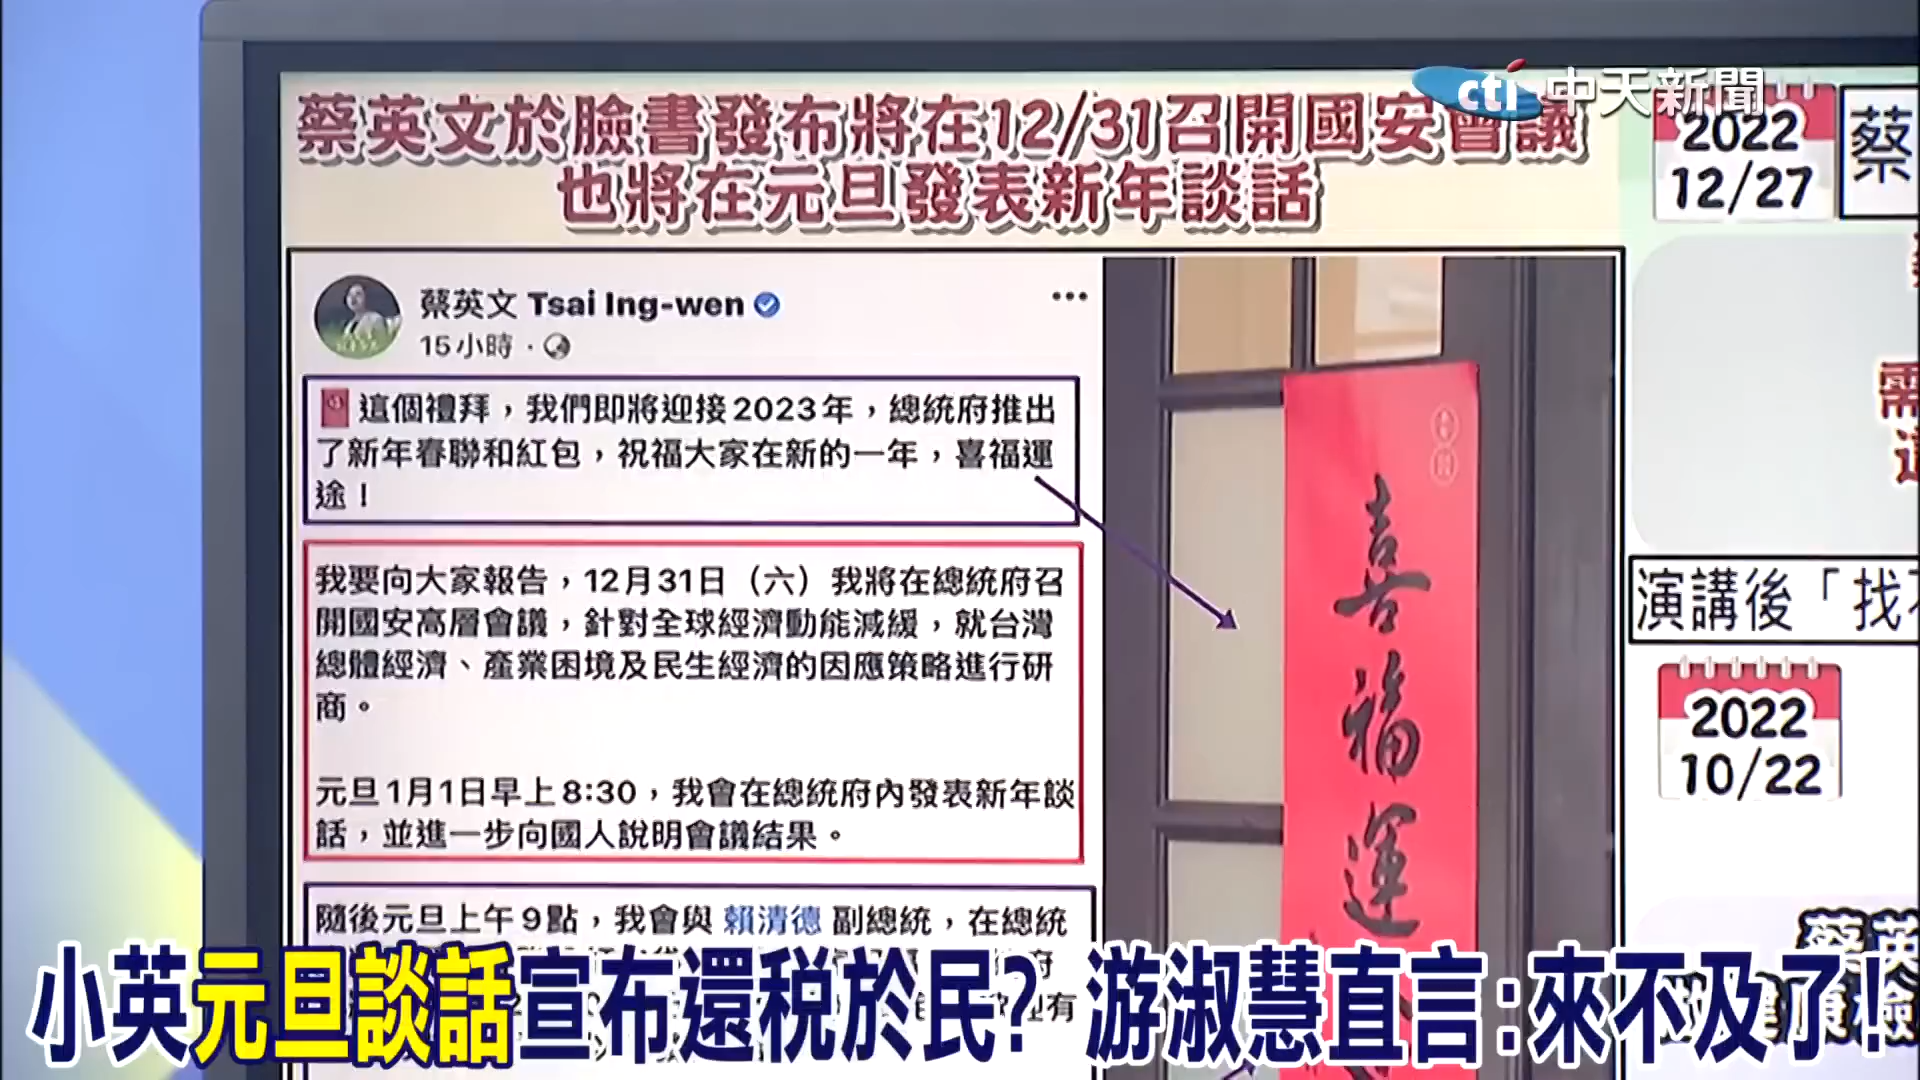 蔡英文於臉書發布將在12/31召開國安會議
也將在元旦發表新年談話
cti 中天新聞
蔡英文 Tsai Ing-wen
15小時
這個禮拜，我們即將迎接2023年，總統府推出
了新年春聯和紅包，祝福大家在新的一年，喜福運
途！
我要向大家報告，12月31日（六）我將在總統府召
開國安高層會議，針對全球經濟動能減緩，就台灣
總體經濟、產業困境及民生經濟的因應策略進行研
商。
元旦1月1日早上8:30，我會在總統府內發表新年談
話，並進一步向國人說明會議結果。
隨後元旦上午9點，我會與 賴清德 副總統，在總統
喜福運
2022
12/27
蔡
需
演講後「找
2022
10/22
蔡英
小英元旦談話宣布還稅於民? 游淑慧直言:來不及了!